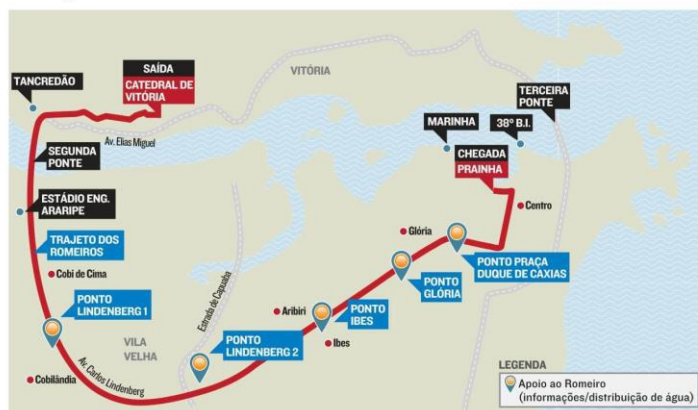 SAÍDA
CATEDRAL DE
VITÓRIA
TANCREDÃO
VITÓRIA
TERCEIRA
PONTE
Av. Elias Miguel
MARINHA
38º B.I.
SEGUNDA
PONTE
CHEGADA
PRAINHA
ESTÁDIO ENG.
ARARIPE
Centro
Glória
TRAJETO DOS
ROMEIROS
PONTO PRAÇA
DUQUE DE CAXIAS
Cobi de Cima
PONTO
GLÓRIA
Estrada de Capuaba
PONTO
LINDENBERG 1
Aribiri
PONTO
IBES
VILA
VELHA
Ibes
PONTO
LINDENBERG 2
Av. Carlos Lindenberg
Cobilândia
LEGENDA
Apoio ao Romeiro
(informações/distribuição de água)